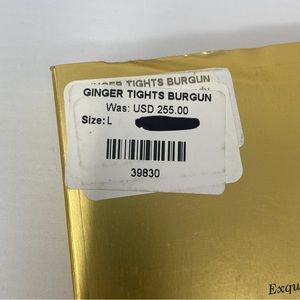 GINGER TIGHTS BURGUN
GINGER TIGHTS BURGUN
Was: USD 255.00
Size: L
39830
Exqu